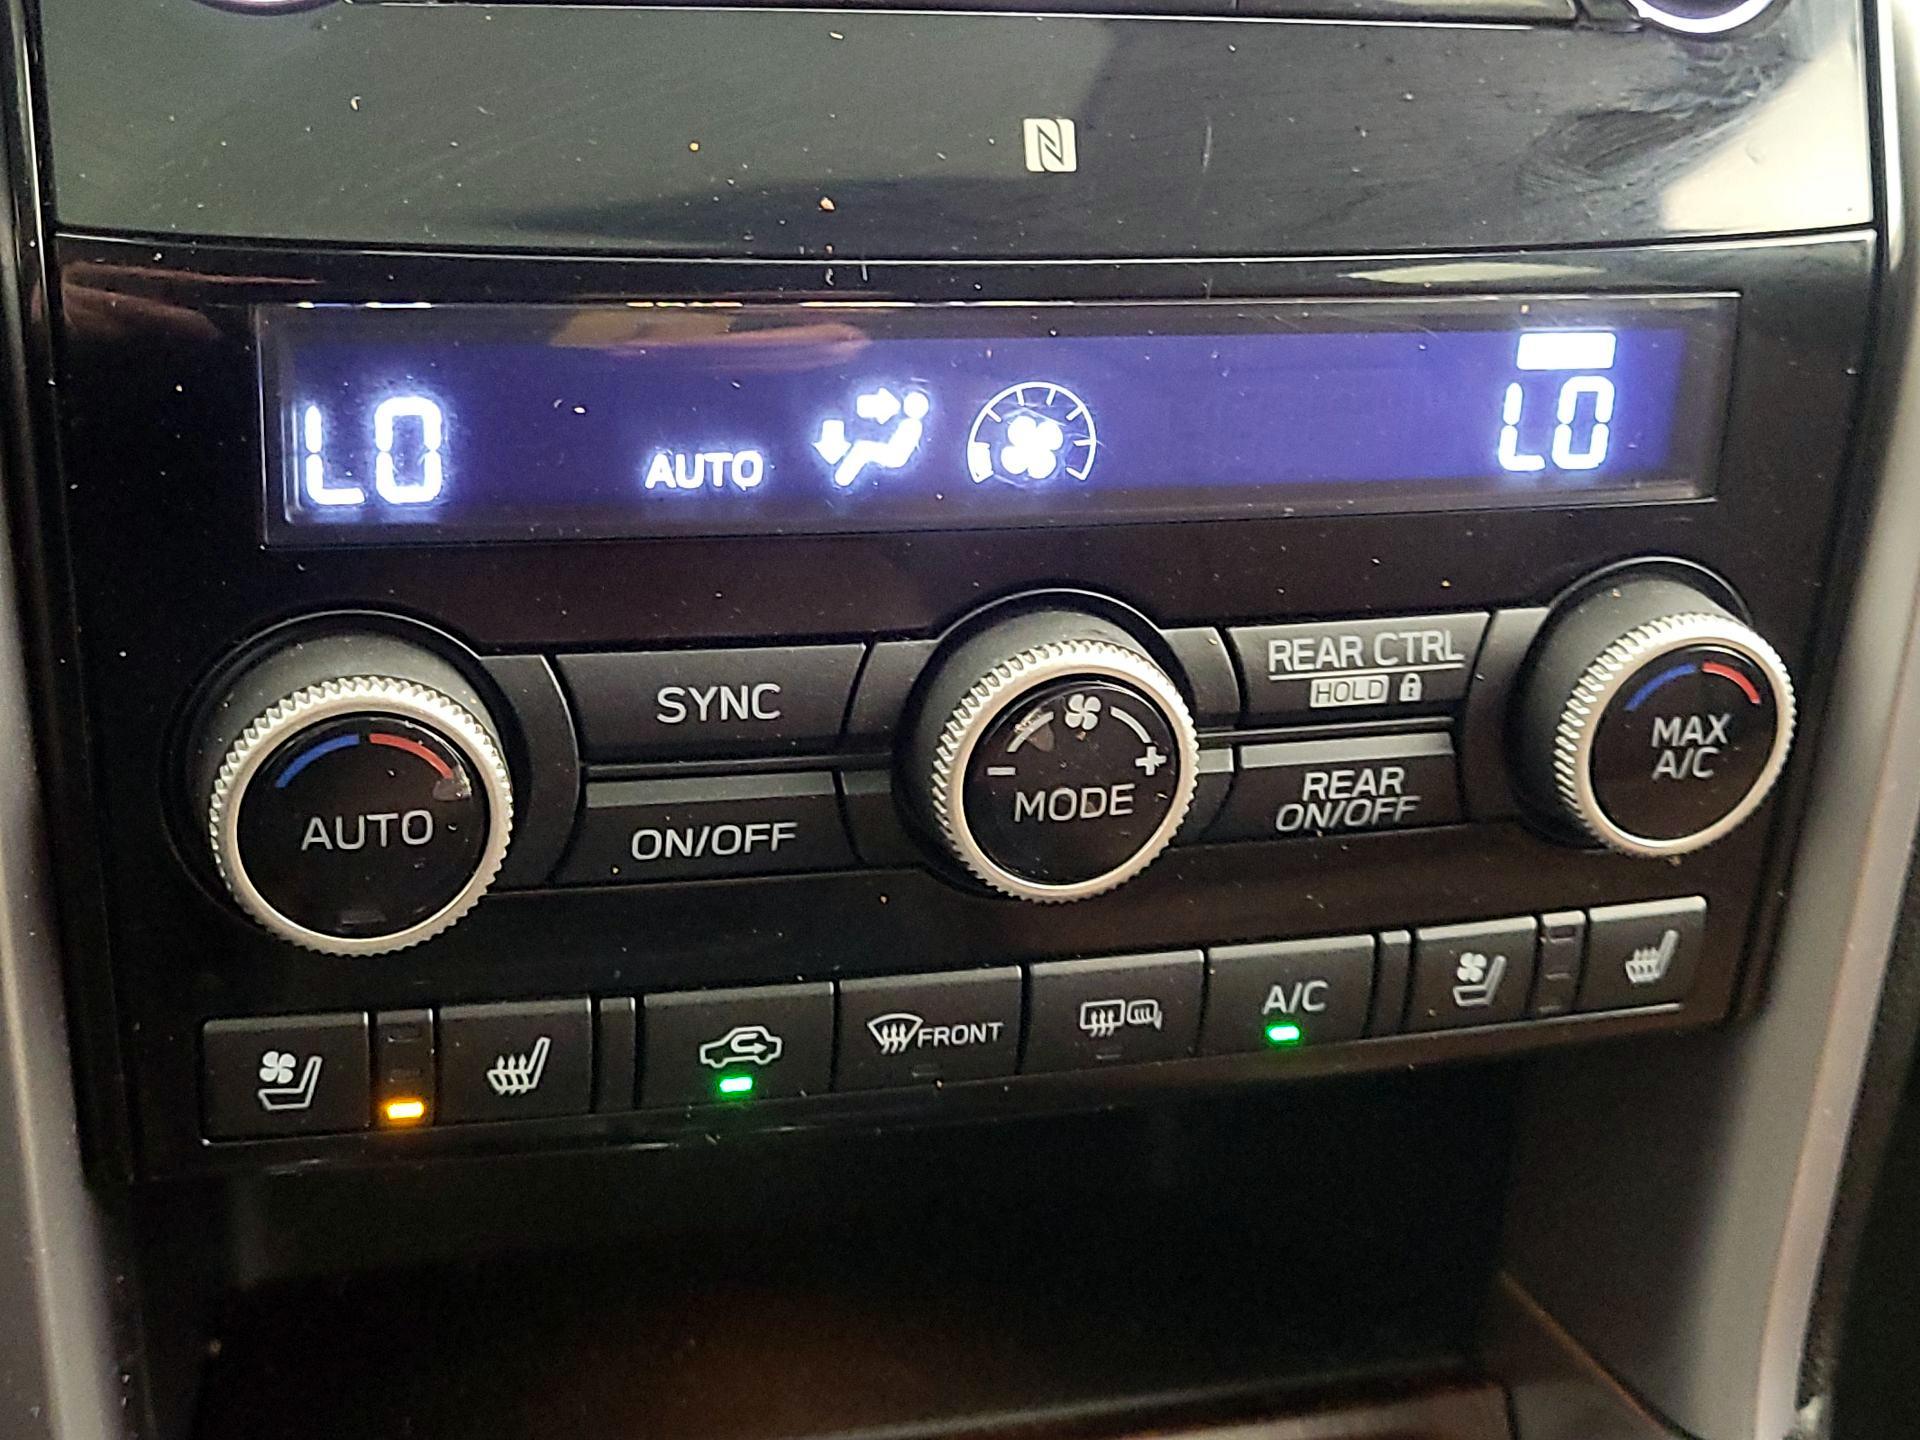 LO AUTO LO
AUTO
SYNC
ON/OFF
MODE
REAR CTRL
HOLD
REAR
ON/OFF
MAX
A/C
FRONT
A/C